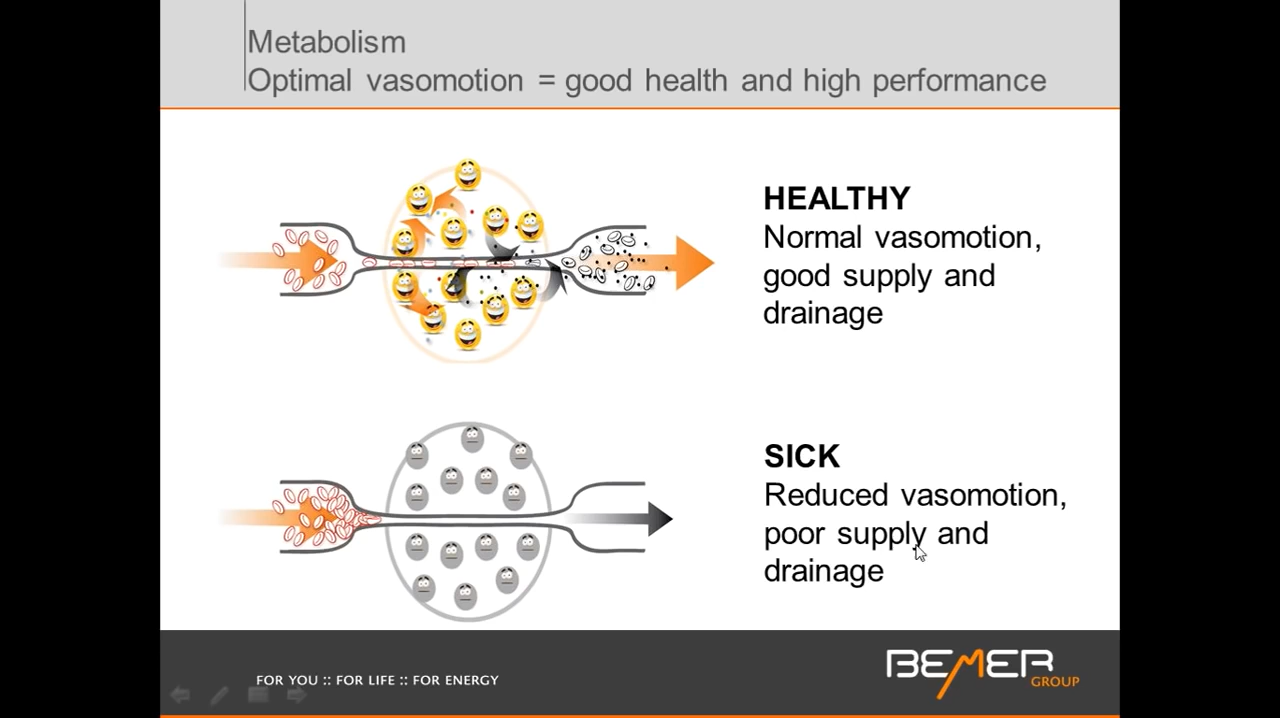 Metabolism
Optimal vasomotion = good health and high performance
HEALTHY
Normal vasomotion,
good supply and
drainage
SICK
Reduced vasomotion,
poor supply and
drainage
FOR YOU :: FOR LIFE :: FOR ENERGY
BEMER
GROUP